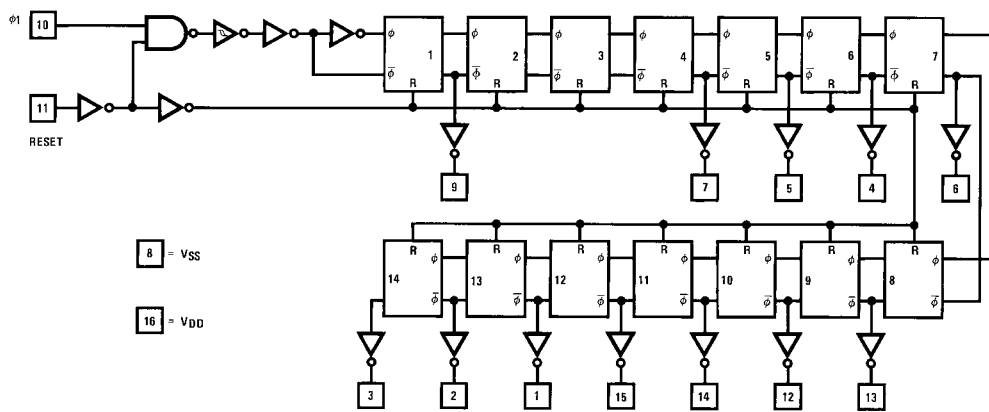 ϕ1 10
ϕ ϕ ϕ ϕ ϕ ϕ ϕ
1 2 3 4 5 6 7
ϕ̅ ϕ̅ ϕ̅ ϕ̅ ϕ̅ ϕ̅ ϕ̅
R R R R R R R
11
RESET
9 7 5 4 6
8 = VSS
R R R R R R R
ϕ ϕ ϕ ϕ ϕ ϕ
14 13 12 11 10 9 8
ϕ̅ ϕ̅ ϕ̅ ϕ̅ ϕ̅ ϕ̅ ϕ̅
16 = VDD
3 2 1 15 14 12 13